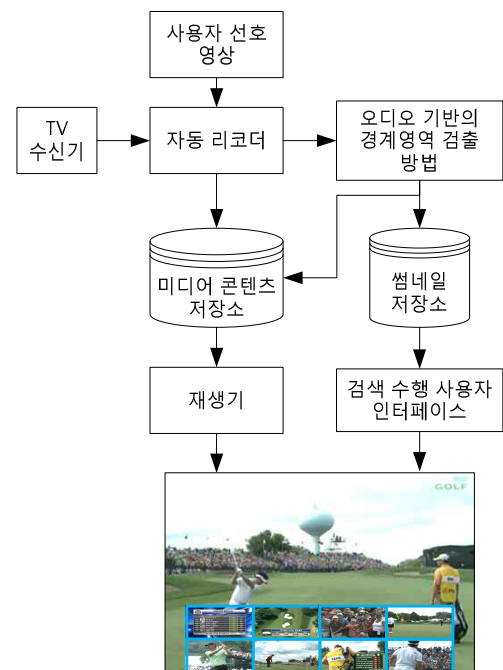 사용자 선호
영상
TV
수신기
자동 리코더
오디오 기반의
경계영역 검출
방법
미디어 콘텐츠
저장소
썸네일
저장소
재생기
검색 수행 사용자
인터페이스
GOLF